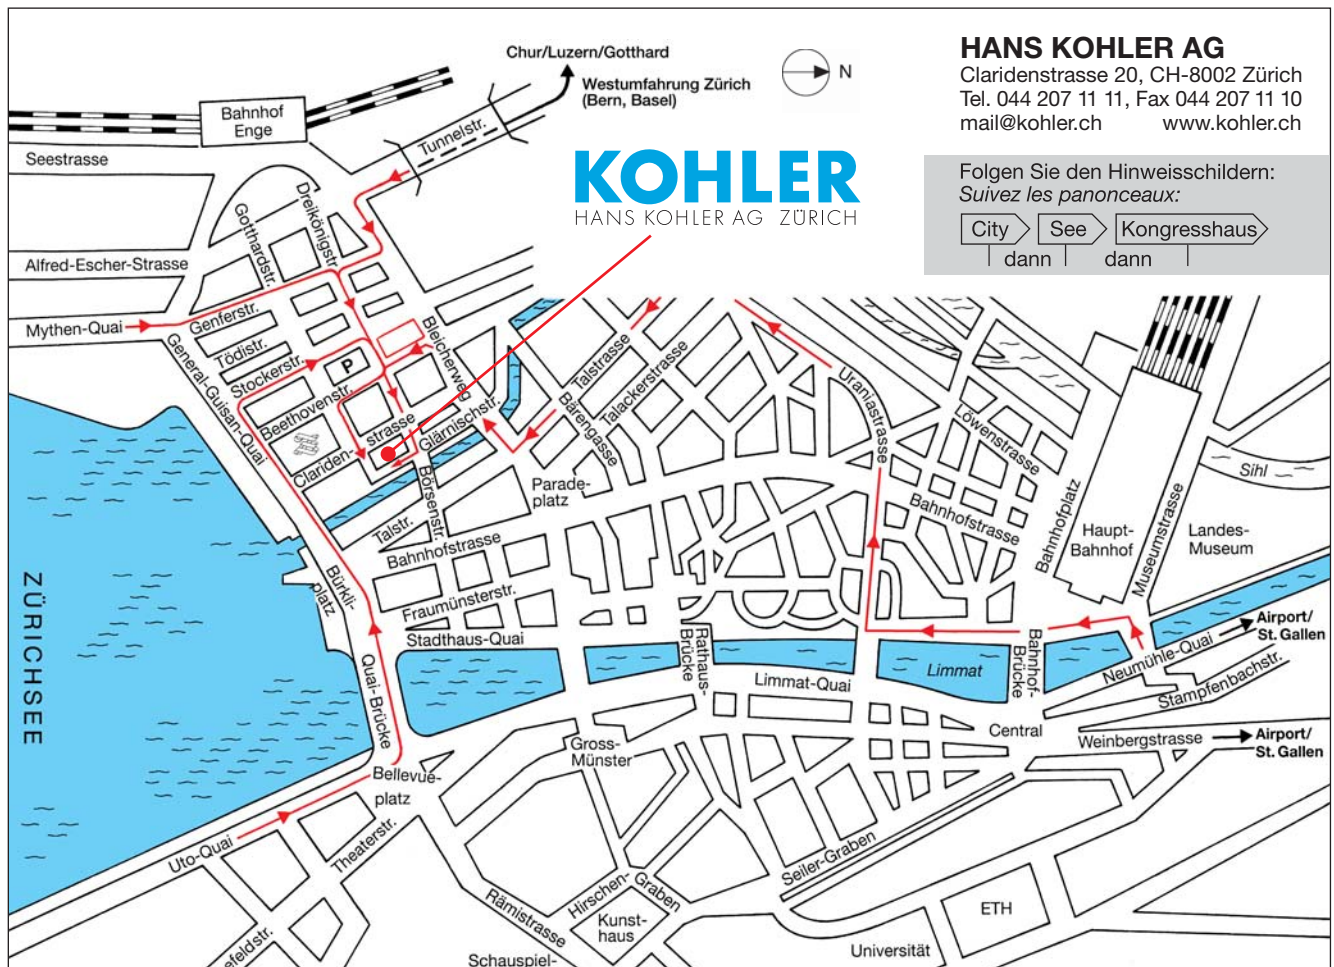 Chur/Luzern/Gotthard
Westumfahrung Zürich
(Bern, Basel)
N
HANS KOHLER AG
Claridenstrasse 20, CH-8002 Zürich
Tel. 044 207 11 11, Fax 044 207 11 10
mail@kohler.ch www.kohler.ch
Folgen Sie den Hinweisschildern:
Suivez les panonceaux:
City See Kongresshaus
dann dann
KOHLER
HANS KOHLER AG ZÜRICH
Bahnhof
Enge
Tunnelstr.
Seestrasse
Dreikönigstr.
Gotthardstr.
Alfred-Escher-Strasse
Mythen-Quai
Genferstr.
Tödistr.
Stockerstr.
P
Bleicherweg
General-Guisan-Quai
Beethovenstr.
Clariden-
strasse
Glärnischstr.
Börsenstr.
Talstrasse
Talackerstrasse
Bärengasse
Uraniastrasse
Löwenstrasse
Sihl
Parade-
platz
Talstr.
Bahnhofstrasse
Bahnhofstrasse
Bahnhofplatz
Haupt-
Bahnhof
Museumstrasse
Landes-
Museum
ZÜRICHSEE
Bürkli-
platz
Fraumünsterstr.
Stadthaus-Quai
Quai-Brücke
Rathaus-
Brücke
Limmat-Quai
Limmat
Bahnhof-
Brücke
Neumühle-Quai
Airport/
St. Gallen
Stampfenbachstr.
Central
Weinbergstrasse
Airport/
St. Gallen
Gross-
Münster
Bellevue-
platz
Uto-Quai
Theaterstr.
Seiler-Graben
Hirschen-
Graben
Rämistrasse
Kunst-
haus
ETH
Universität
efeldstr.
Schauspiel-